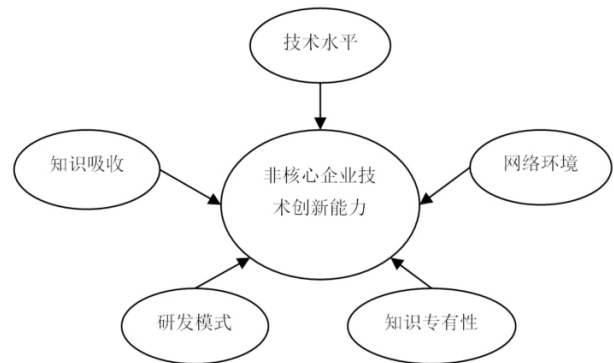 技术水平
知识吸收
非核心企业技
术创新能力
网络环境
研发模式
知识专有性